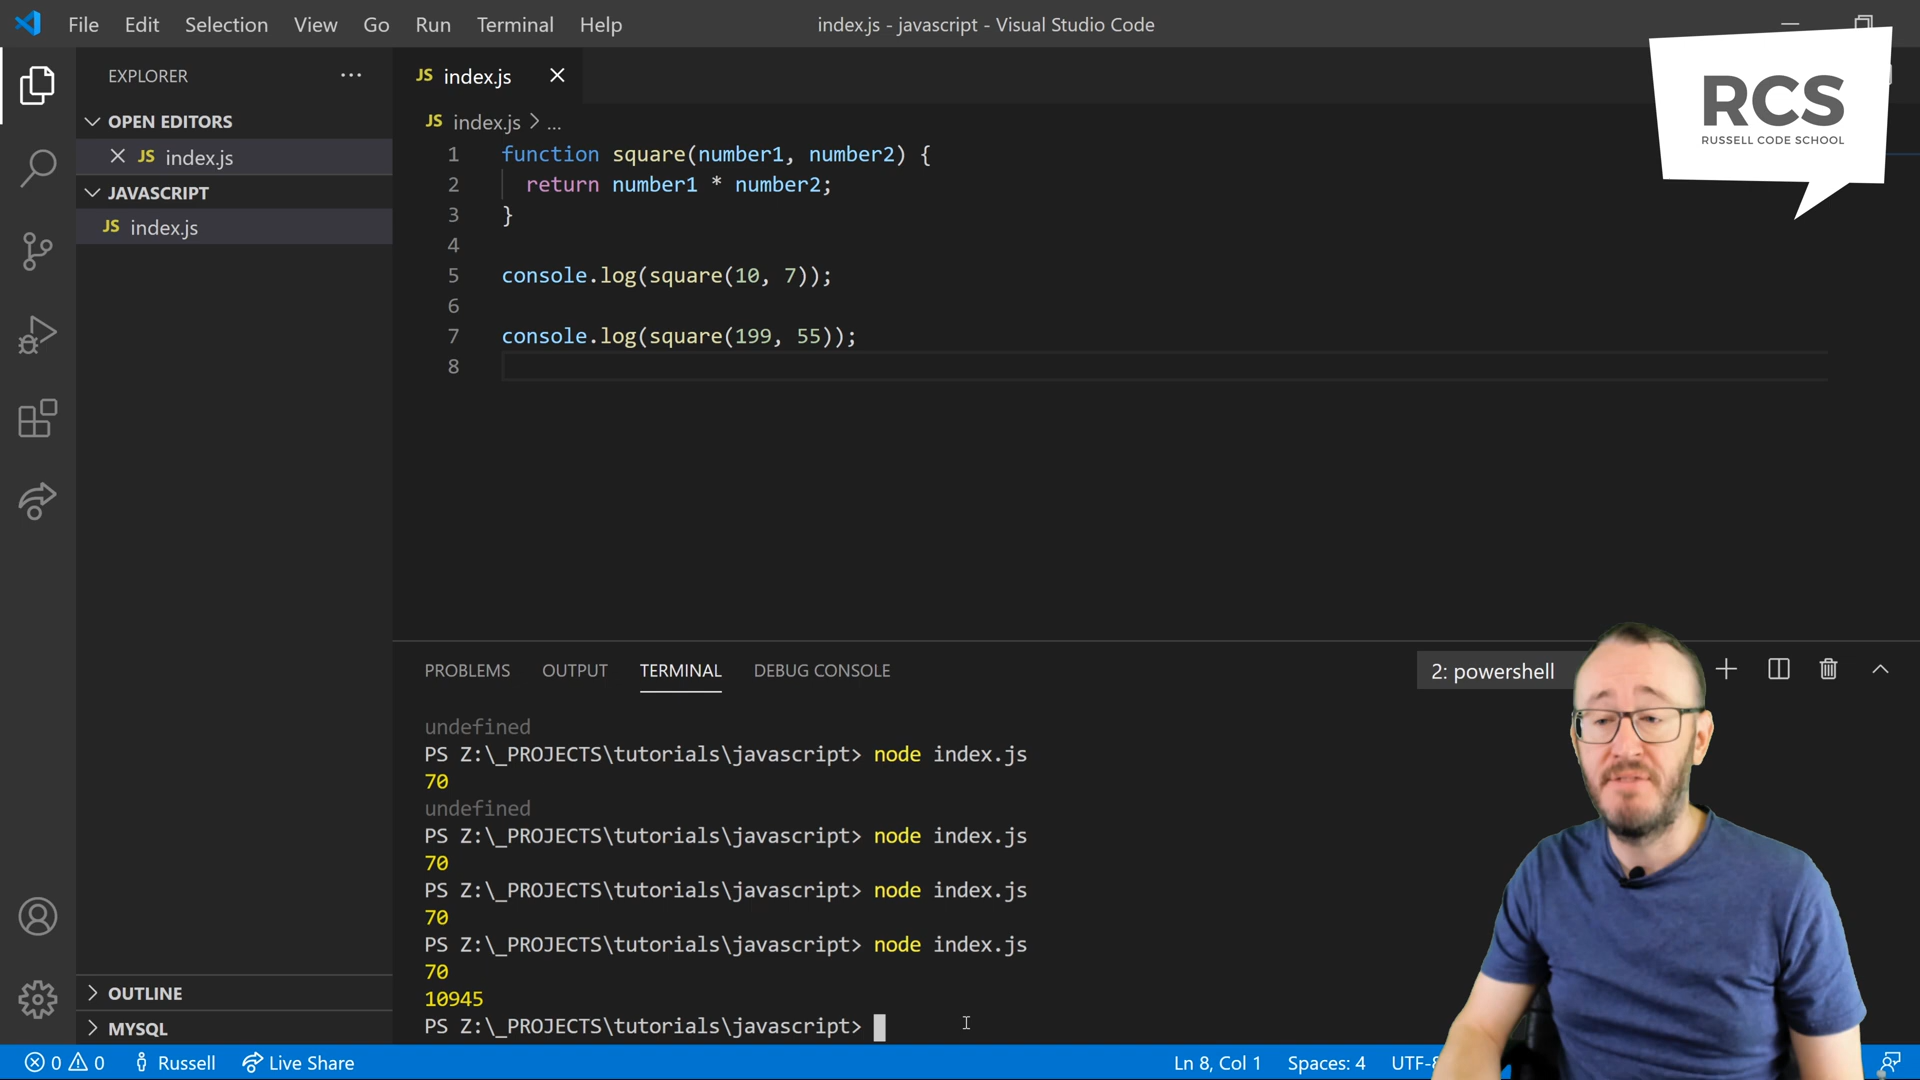 File Edit Selection View Go Run Terminal Help
index.js - javascript - Visual Studio Code
RCS
RUSSELL CODE SCHOOL
EXPLORER
OPEN EDITORS
JS index.js
JAVASCRIPT
JS index.js
OUTLINE
MYSQL
JS index.js
JS index.js > ...
1 function square(number1, number2) {
2 return number1 * number2;
3 }
4
5 console.log(square(10, 7));
6
7 console.log(square(199, 55));
8
PROBLEMS OUTPUT TERMINAL DEBUG CONSOLE
2: powershell
undefined
PS Z:\_PROJECTS\tutorials\javascript> node index.js
70
undefined
PS Z:\_PROJECTS\tutorials\javascript> node index.js
70
PS Z:\_PROJECTS\tutorials\javascript> node index.js
70
PS Z:\_PROJECTS\tutorials\javascript> node index.js
70
10945
PS Z:\_PROJECTS\tutorials\javascript>
0 0 Russell Live Share
Ln 8, Col 1 Spaces: 4 UTF-8